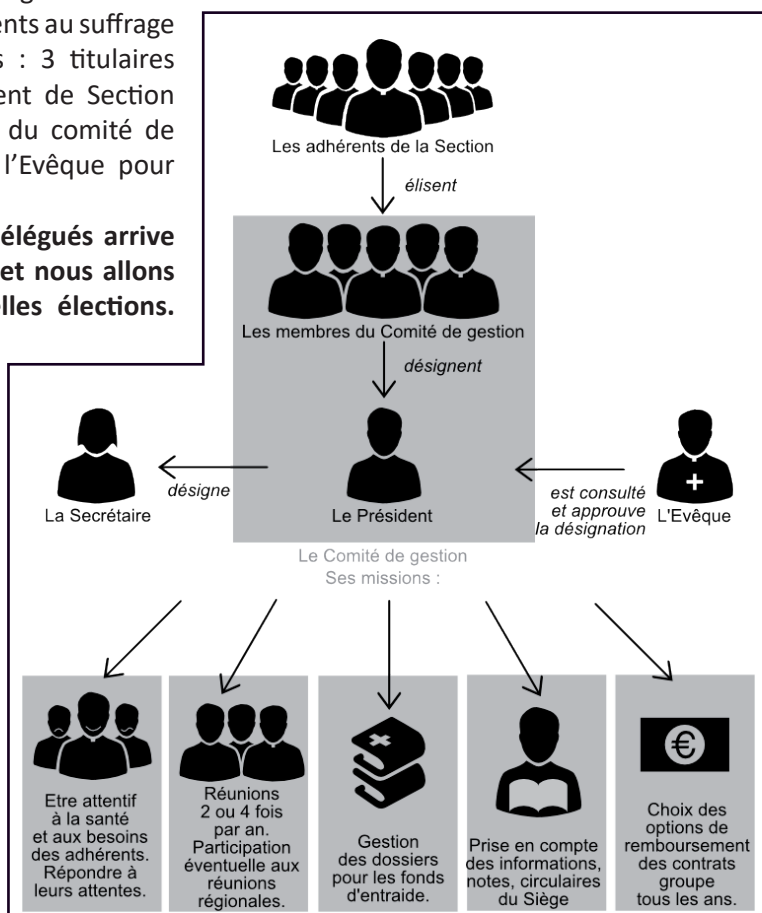 ents au suffrage
s : 3 titulaires
ent de Section
du comité de
l’Evêque pour
élégués arrive
et nous allons
elles élections.
Les adhérents de la Section
élisent
Les membres du Comité de gestion
désignent
La Secrétaire
désigne
Le Président
est consulté
et approuve
la désignation
L'Evêque
Le Comité de gestion
Ses missions :
Etre attentif
à la santé
et aux besoins
des adhérents.
Répondre à
leurs attentes.
Réunions
2 ou 4 fois
par an.
Participation
éventuelle aux
réunions
régionales.
Gestion
des dossiers
pour les fonds
d'entraide.
Prise en compte
des informations,
notes, circulaires
du Siège
€
Choix des
options de
remboursement
des contrats
groupe
tous les ans.